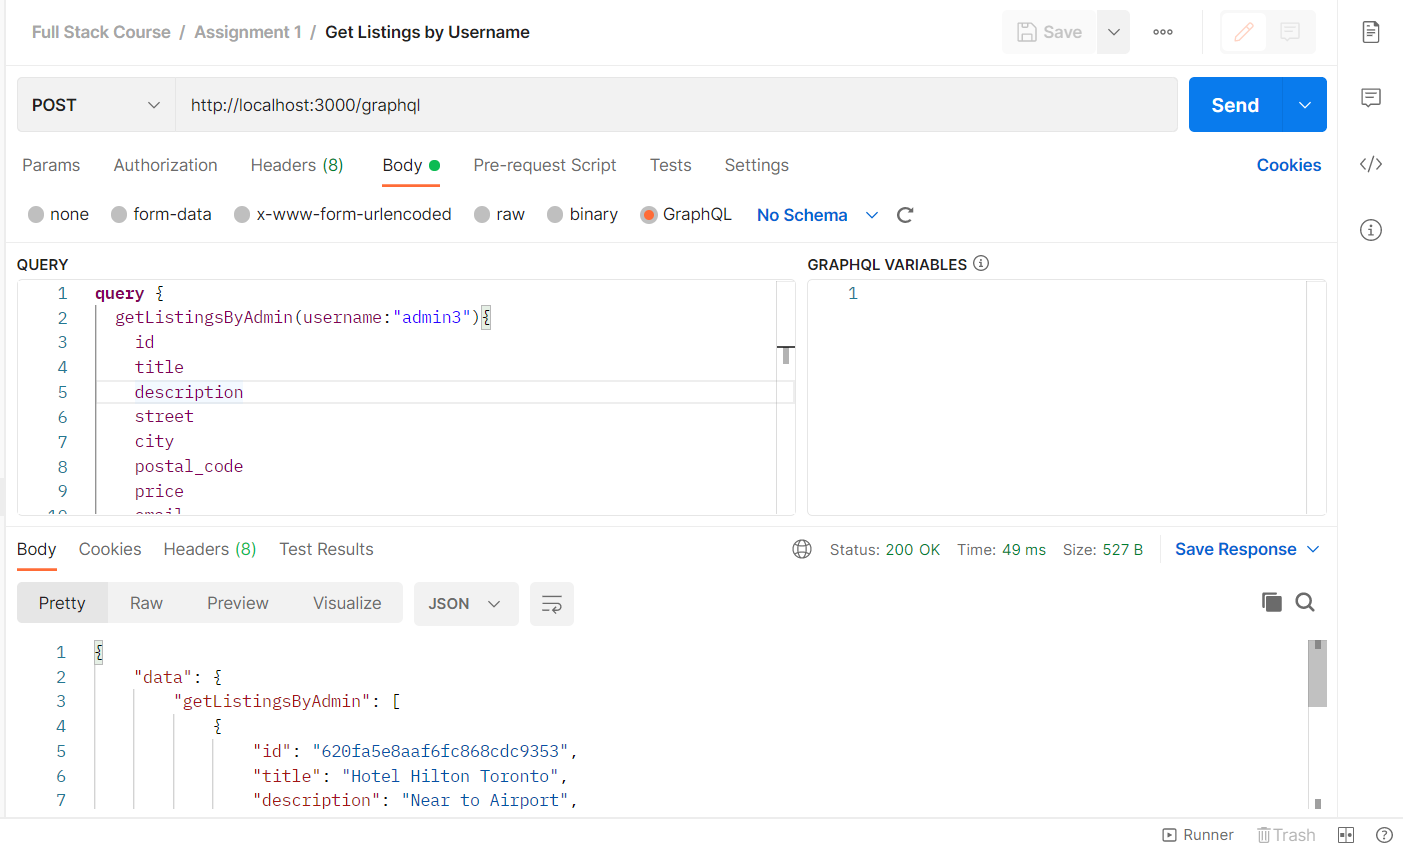 Full Stack Course / Assignment 1 / Get Listings by Username
Save
POST
http://localhost:3000/graphql
Send
Params Authorization Headers (8) Body Pre-request Script Tests Settings Cookies
none form-data x-www-form-urlencoded raw binary GraphQL No Schema
QUERY
1 query {
2 getListingsByAdmin(username:"admin3"){
3 id
4 title
5 description
6 street
7 city
8 postal_code
9 price
10 email
GRAPHQL VARIABLES
1
Body Cookies Headers (8) Test Results Status: 200 OK Time: 49 ms Size: 527 B Save Response
Pretty Raw Preview Visualize JSON
1 {
2 "data": {
3 "getListingsByAdmin": [
4 {
5 "id": "620fa5e8aaf6fc868cdc9353",
6 "title": "Hotel Hilton Toronto",
7 "description": "Near to Airport",
Runner Trash